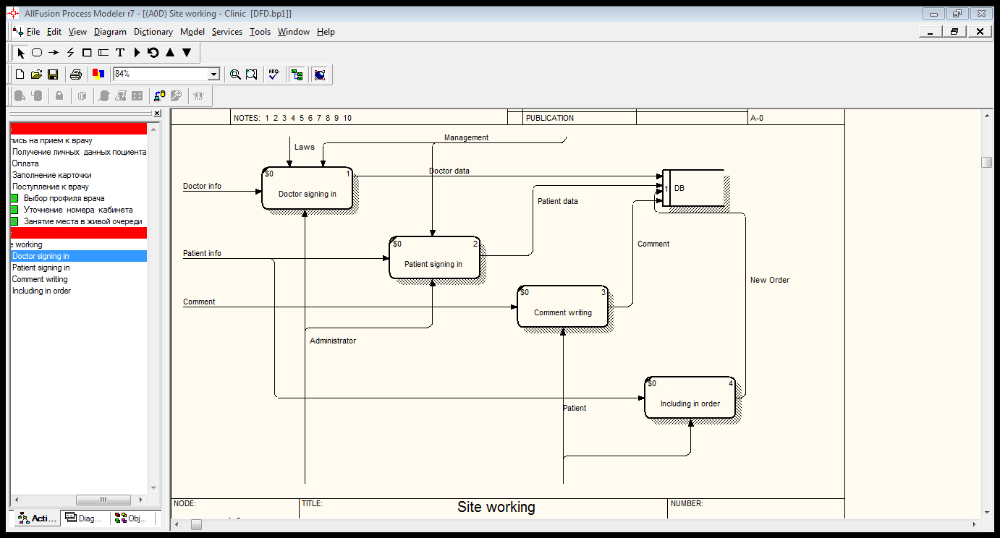 AllFusion Process Modeler r7 - [(A0D) Site working - Clinic [DFD.bp1]]
File Edit View Diagram Dictionary Model Services Tools Window Help
84%
ABC
NOTES: 1 2 3 4 5 6 7 8 9 10
PUBLICATION
A-0
пись на прием к врачу
Получение личных данных поциента
Оплата
Заполнение карточки
Поступление к врачу
Выбор профиля врача
Уточнение номера кабинета
Занятие места в живой очереди
e working
Doctor signing in
Patient signing in
Comment writing
Including in order
Acti...
Diag...
Obj...
Management
Laws
$0 1
Doctor signing in
Doctor info
Doctor data
1 DB
Patient data
$0 2
Patient signing in
Patient info
Comment
$0 3
Comment writing
Comment
New Order
Administrator
$0 4
Including in order
Patient
NODE:
TITLE:
Site working
NUMBER: